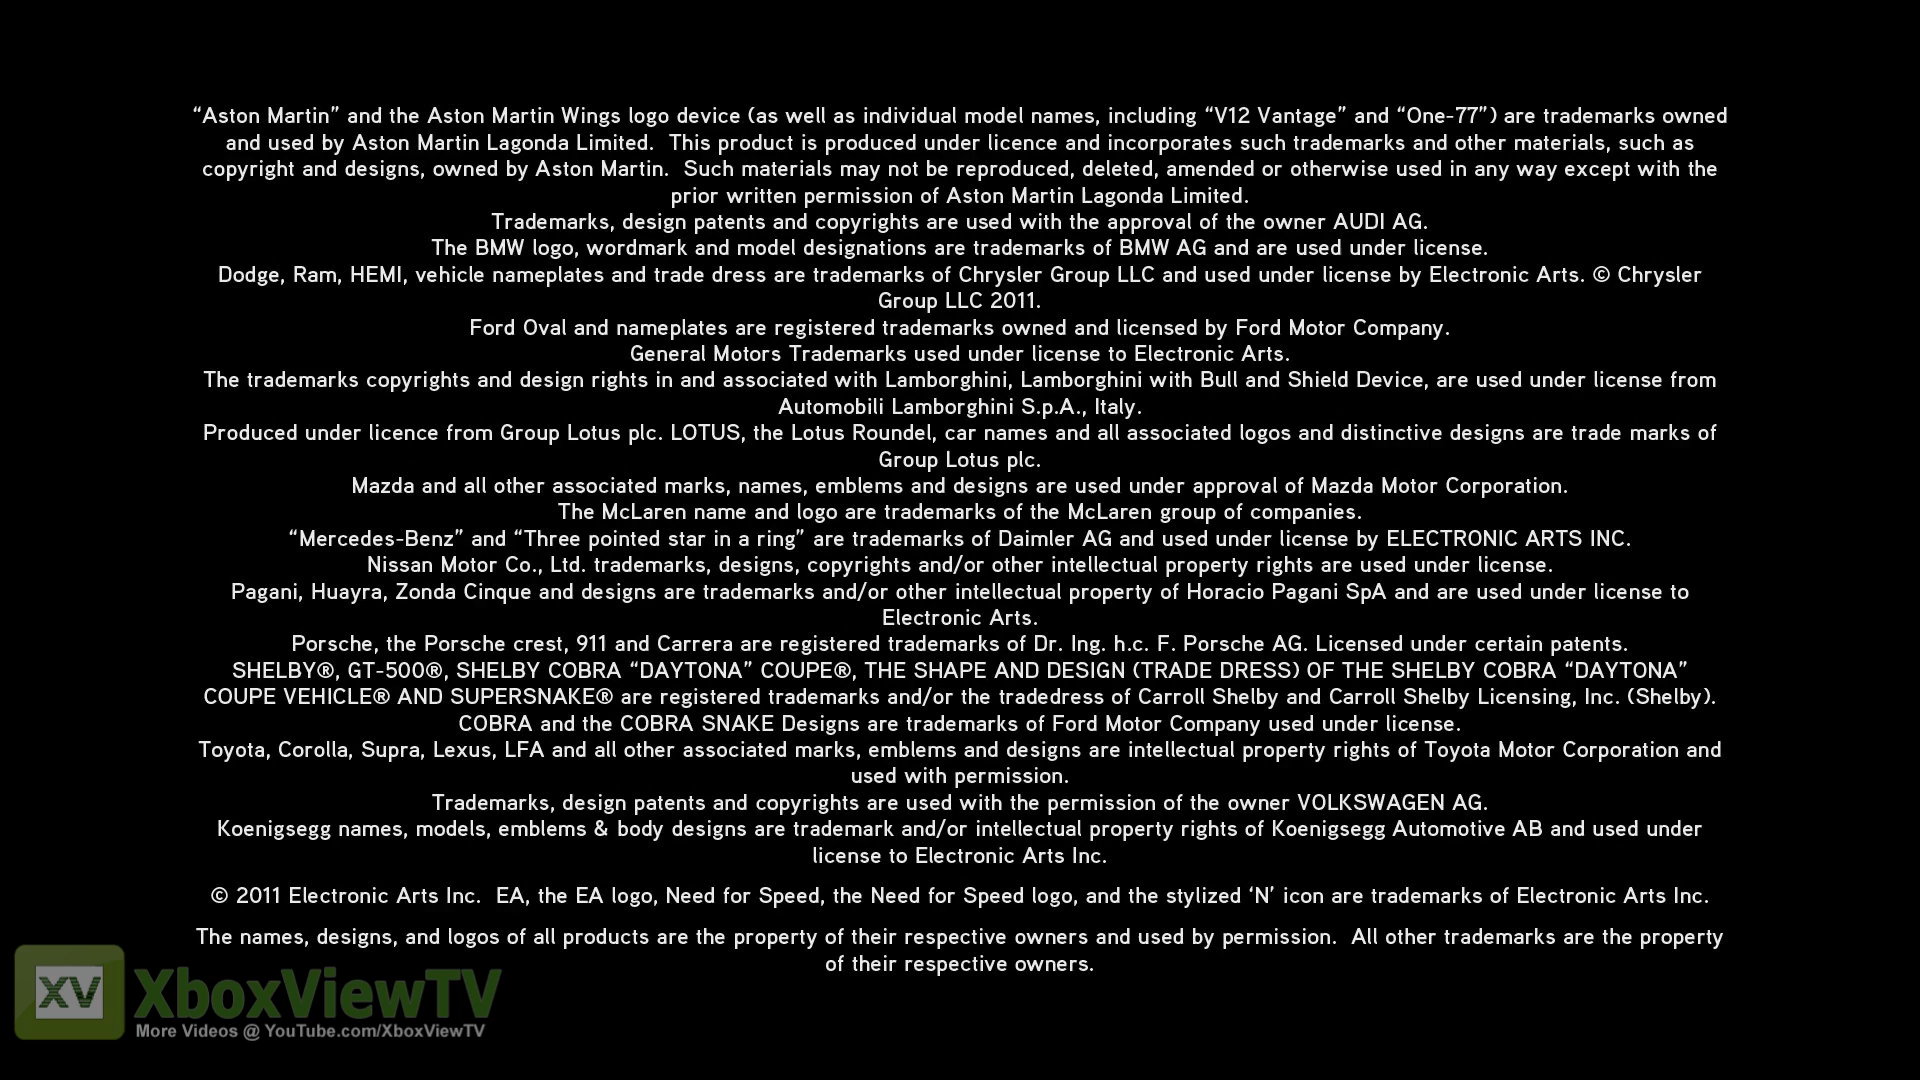 “Aston Martin” and the Aston Martin Wings logo device (as well as individual model names, including “V12 Vantage” and “One-77”) are trademarks owned
and used by Aston Martin Lagonda Limited.  This product is produced under licence and incorporates such trademarks and other materials, such as
copyright and designs, owned by Aston Martin.  Such materials may not be reproduced, deleted, amended or otherwise used in any way except with the
prior written permission of Aston Martin Lagonda Limited.
Trademarks, design patents and copyrights are used with the approval of the owner AUDI AG.
The BMW logo, wordmark and model designations are trademarks of BMW AG and are used under license.
Dodge, Ram, HEMI, vehicle nameplates and trade dress are trademarks of Chrysler Group LLC and used under license by Electronic Arts. © Chrysler
Group LLC 2011.
Ford Oval and nameplates are registered trademarks owned and licensed by Ford Motor Company.
General Motors Trademarks used under license to Electronic Arts.
The trademarks copyrights and design rights in and associated with Lamborghini, Lamborghini with Bull and Shield Device, are used under license from
Automobili Lamborghini S.p.A., Italy.
Produced under licence from Group Lotus plc. LOTUS, the Lotus Roundel, car names and all associated logos and distinctive designs are trade marks of
Group Lotus plc.
Mazda and all other associated marks, names, emblems and designs are used under approval of Mazda Motor Corporation.
The McLaren name and logo are trademarks of the McLaren group of companies.
“Mercedes-Benz” and “Three pointed star in a ring” are trademarks of Daimler AG and used under license by ELECTRONIC ARTS INC.
Nissan Motor Co., Ltd. trademarks, designs, copyrights and/or other intellectual property rights are used under license.
Pagani, Huayra, Zonda Cinque and designs are trademarks and/or other intellectual property of Horacio Pagani SpA and are used under license to
Electronic Arts.
Porsche, the Porsche crest, 911 and Carrera are registered trademarks of Dr. Ing. h.c. F. Porsche AG. Licensed under certain patents.
SHELBY®, GT-500®, SHELBY COBRA “DAYTONA” COUPE®, THE SHAPE AND DESIGN (TRADE DRESS) OF THE SHELBY COBRA “DAYTONA”
COUPE VEHICLE® AND SUPERSNAKE® are registered trademarks and/or the tradedress of Carroll Shelby and Carroll Shelby Licensing, Inc. (Shelby).
COBRA and the COBRA SNAKE Designs are trademarks of Ford Motor Company used under license.
Toyota, Corolla, Supra, Lexus, LFA and all other associated marks, emblems and designs are intellectual property rights of Toyota Motor Corporation and
used with permission.
Trademarks, design patents and copyrights are used with the permission of the owner VOLKSWAGEN AG.
Koenigsegg names, models, emblems & body designs are trademark and/or intellectual property rights of Koenigsegg Automotive AB and used under
license to Electronic Arts Inc.
© 2011 Electronic Arts Inc.  EA, the EA logo, Need for Speed, the Need for Speed logo, and the stylized ‘N’ icon are trademarks of Electronic Arts Inc.
The names, designs, and logos of all products are the property of their respective owners and used by permission.  All other trademarks are the property
of their respective owners.
XV XboxViewTV
More Videos @ YouTube.com/XboxViewTV